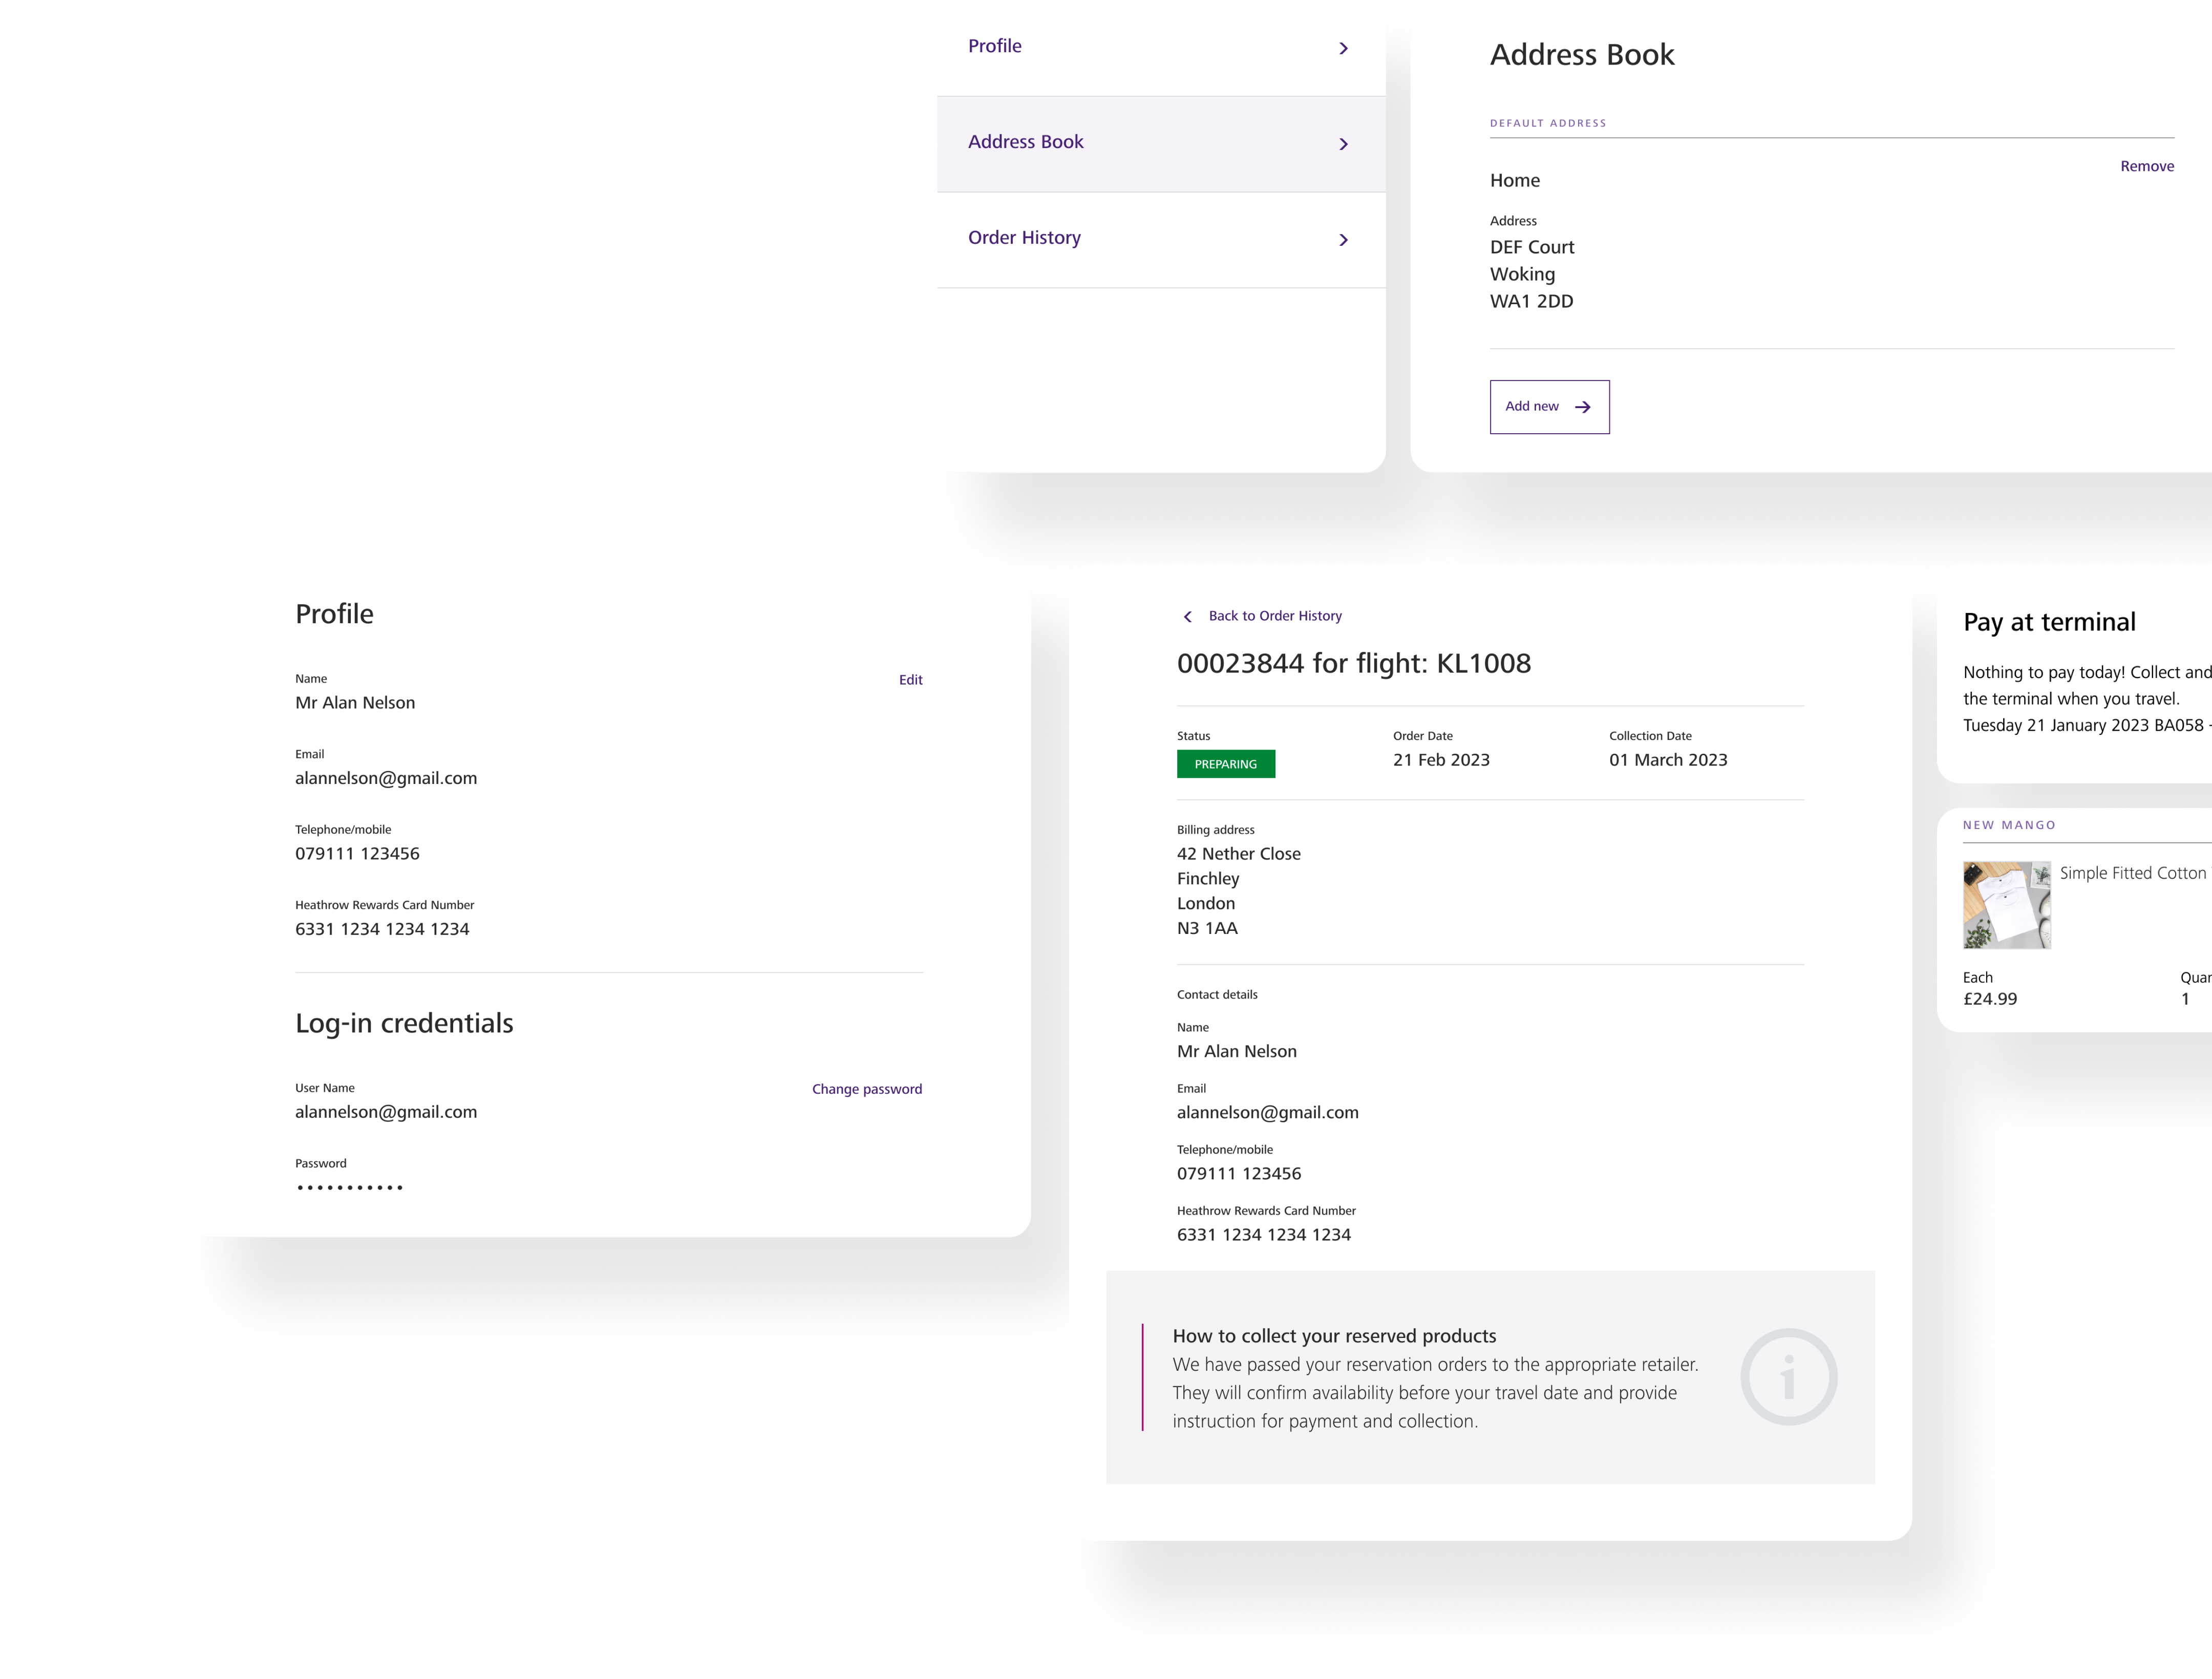 Profile
Address Book
Order History
Address Book
DEFAULT ADDRESS
Remove
Home
Address
DEF Court
Woking
WA1 2DD
Add new
Profile
Name
Edit
Mr Alan Nelson
Email
alannelson@gmail.com
Telephone/mobile
079111 123456
Heathrow Rewards Card Number
6331 1234 1234 1234
Log-in credentials
User Name
Change password
alannelson@gmail.com
Password
•••••••••••
Back to Order History
00023844 for flight: KL1008
Status
Order Date
Collection Date
PREPARING
21 Feb 2023
01 March 2023
Billing address
42 Nether Close
Finchley
London
N3 1AA
Contact details
Name
Mr Alan Nelson
Email
alannelson@gmail.com
Telephone/mobile
079111 123456
Heathrow Rewards Card Number
6331 1234 1234 1234
How to collect your reserved products
We have passed your reservation orders to the appropriate retailer.
They will confirm availability before your travel date and provide
instruction for payment and collection.
Pay at terminal
Nothing to pay today! Collect and
the terminal when you travel.
Tuesday 21 January 2023 BA058 -
NEW MANGO
Simple Fitted Cotton
Each
£24.99
1